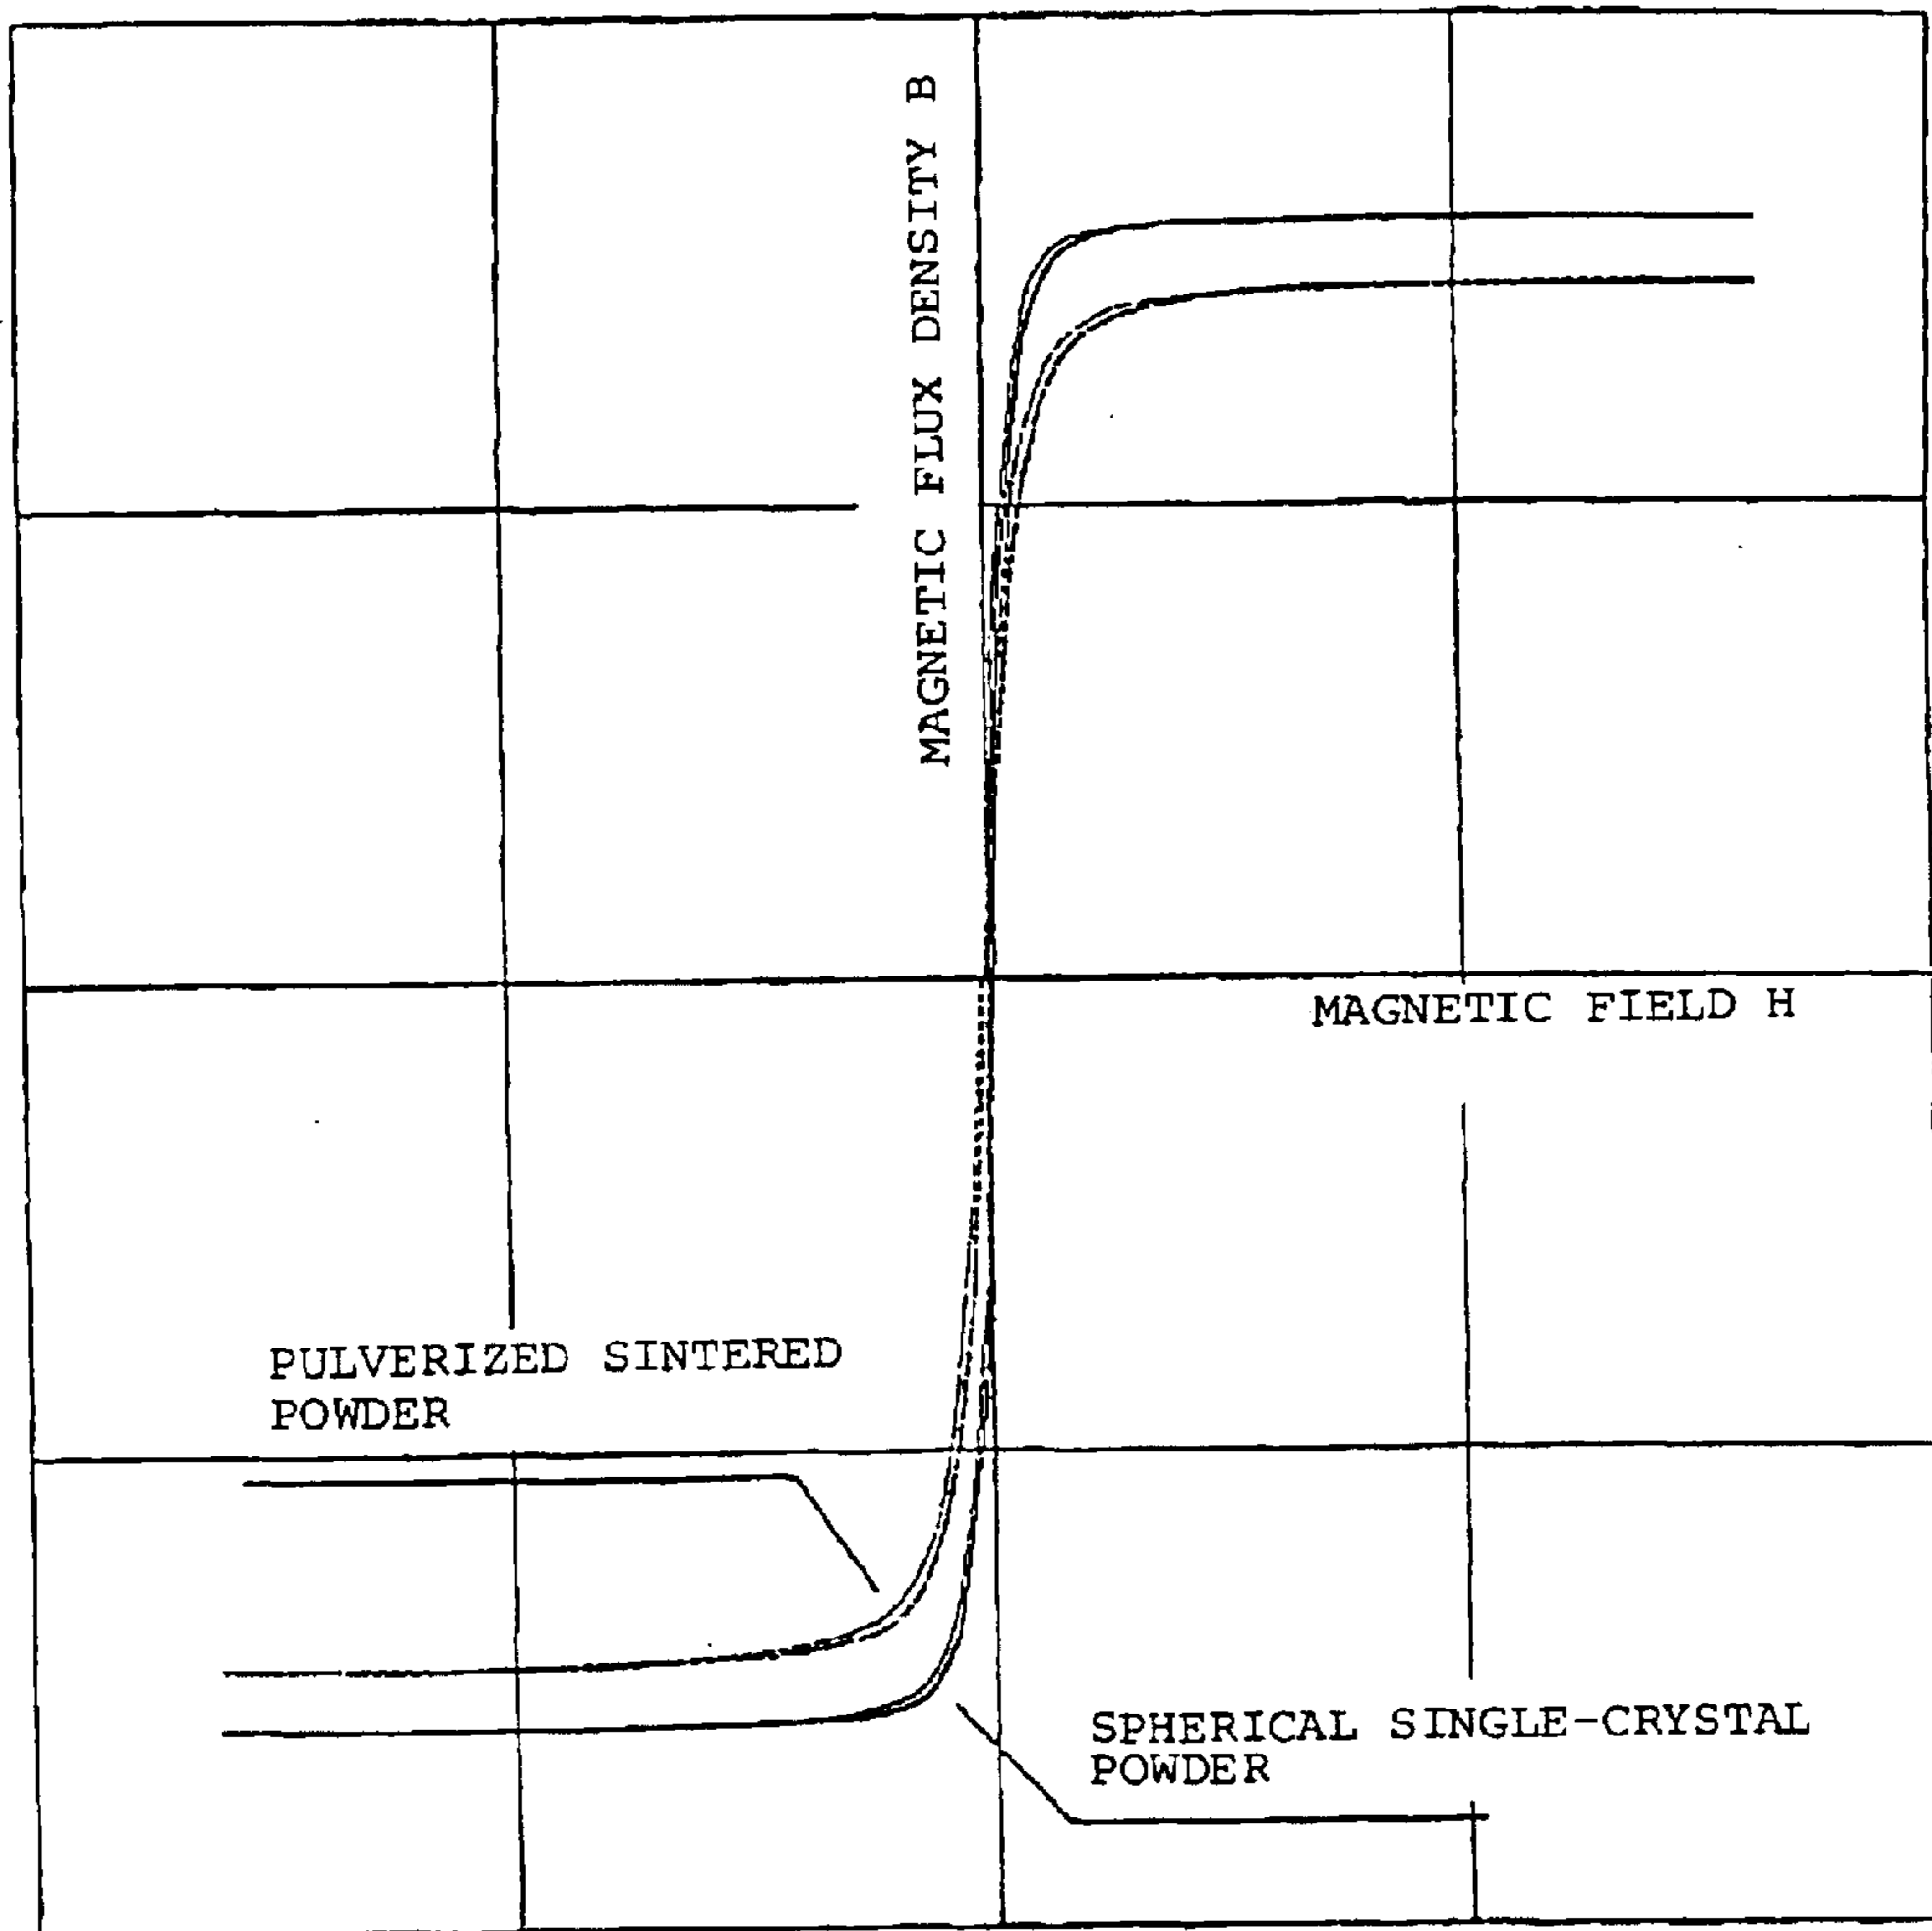 MAGNETIC FLUX DENSITY B
MAGNETIC FIELD H
PULVERIZED SINTERED
POWDER
SPHERICAL SINGLE-CRYSTAL
POWDER